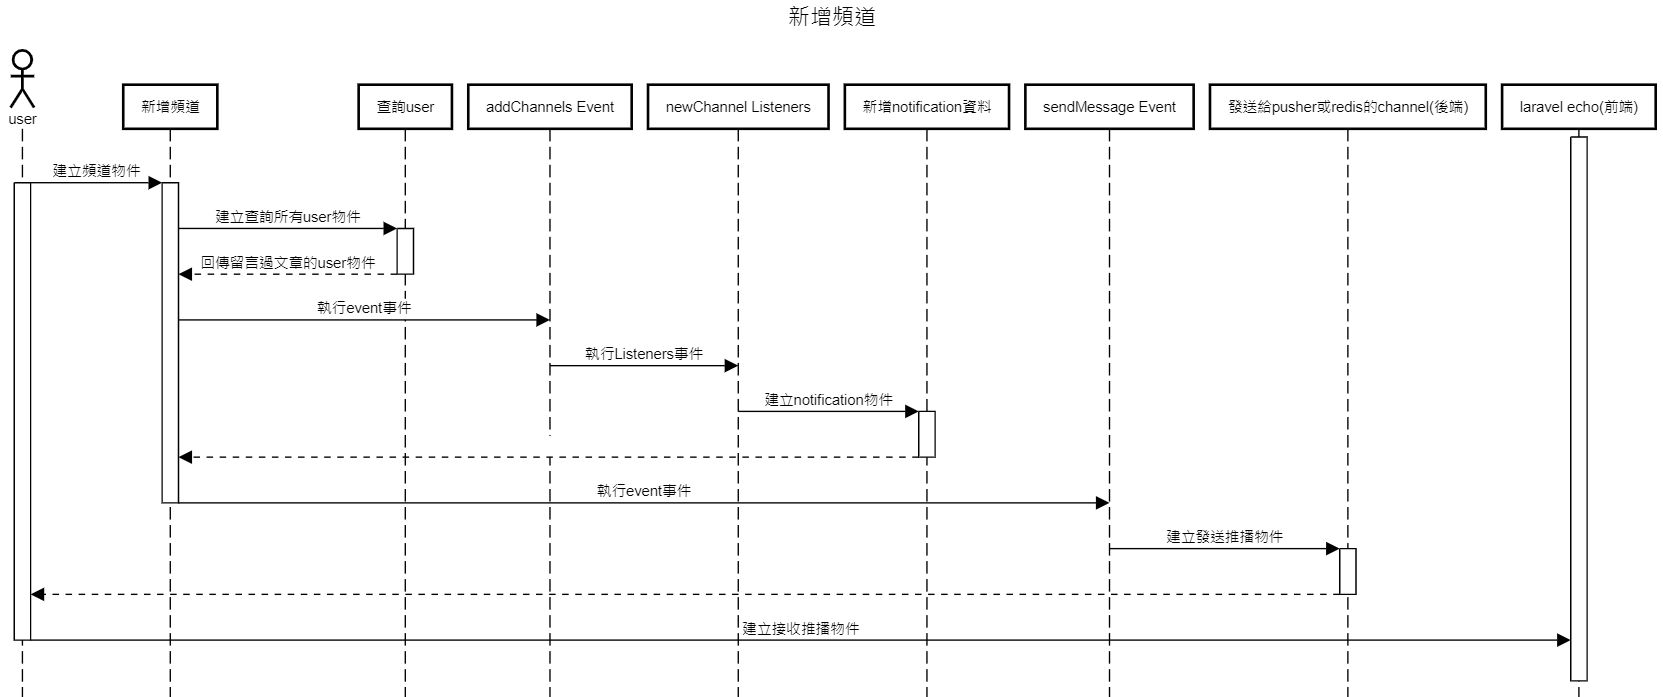 新增頻道
user
新增頻道
查詢user
addChannels Event
newChannel Listeners
新增notification資料
sendMessage Event
發送給pusher或redis的channel(後端)
laravel echo(前端)
建立頻道物件
建立查詢所有user物件
回傳留言過文章的user物件
執行event事件
執行Listeners事件
建立notification物件
執行event事件
建立發送推播物件
建立接收推播物件